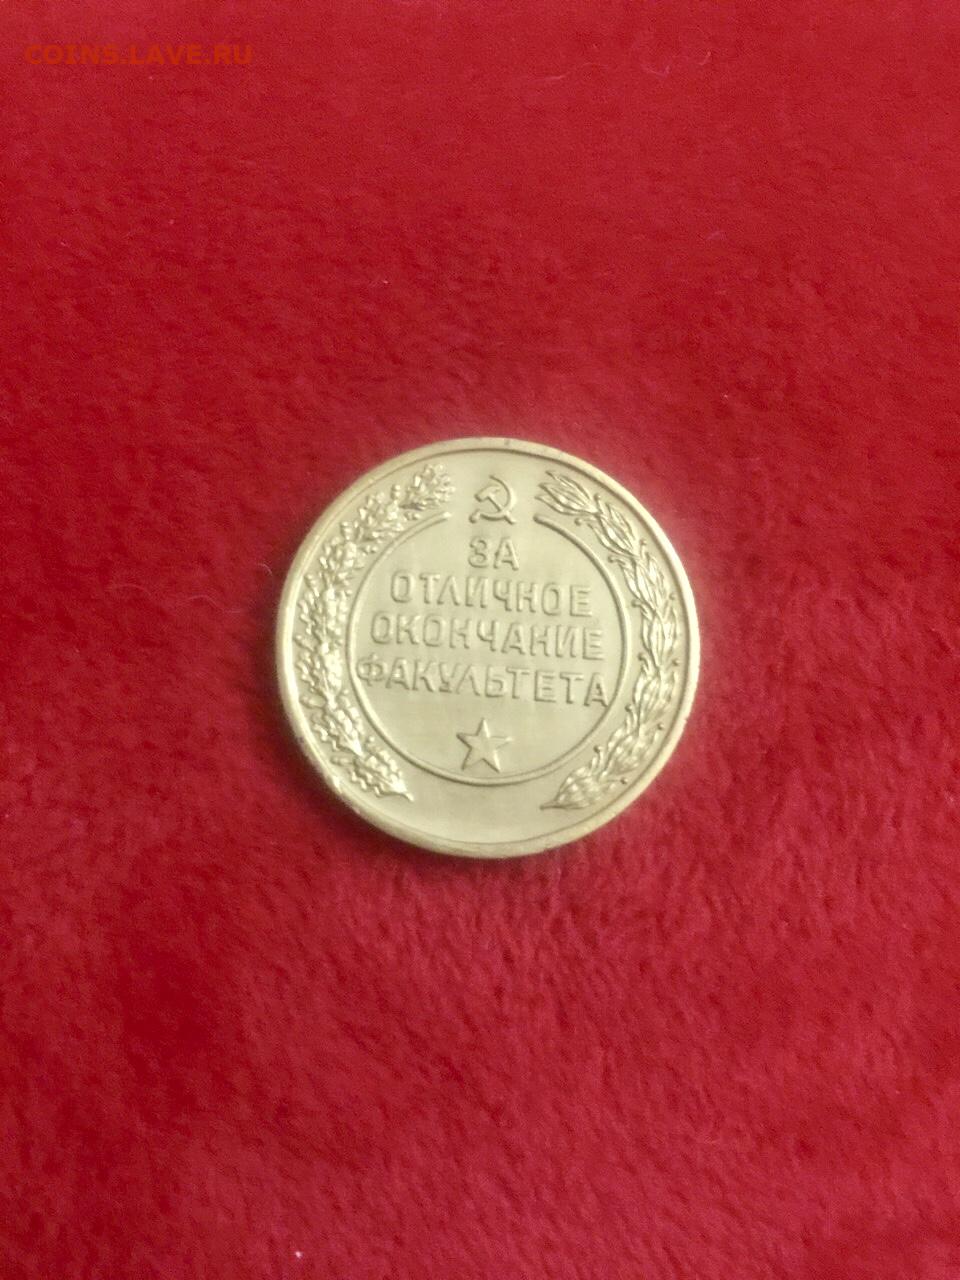 COINS.LAVE.RU
ЗА
ОТЛИЧНОЕ
ОКОНЧАНИЕ
ФАКУЛЬТЕТА